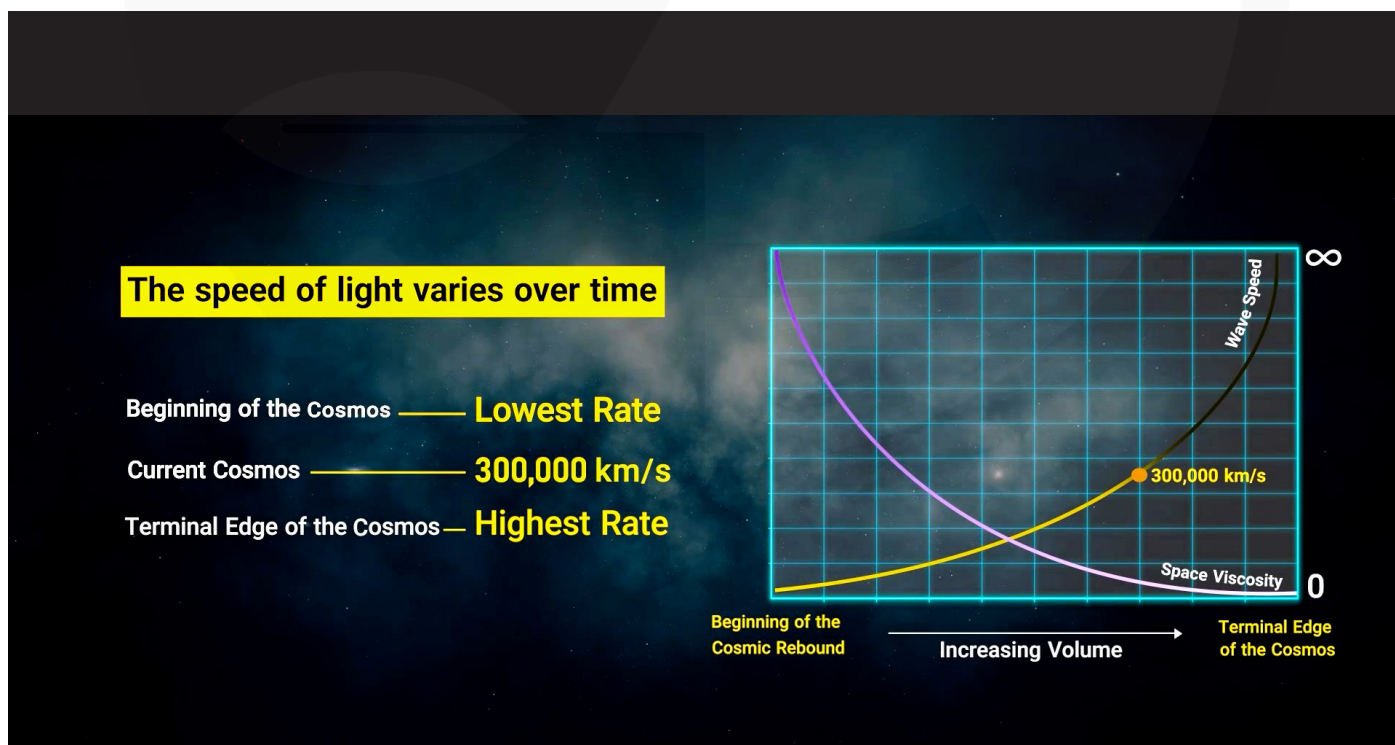 The speed of light varies over time
Beginning of the Cosmos
Lowest Rate
Current Cosmos
300,000 km/s
Terminal Edge of the Cosmos
Highest Rate
∞
Wave Speed
300,000 km/s
Space Viscosity
0
Beginning of the
Cosmic Rebound
Increasing Volume
Terminal Edge
of the Cosmos